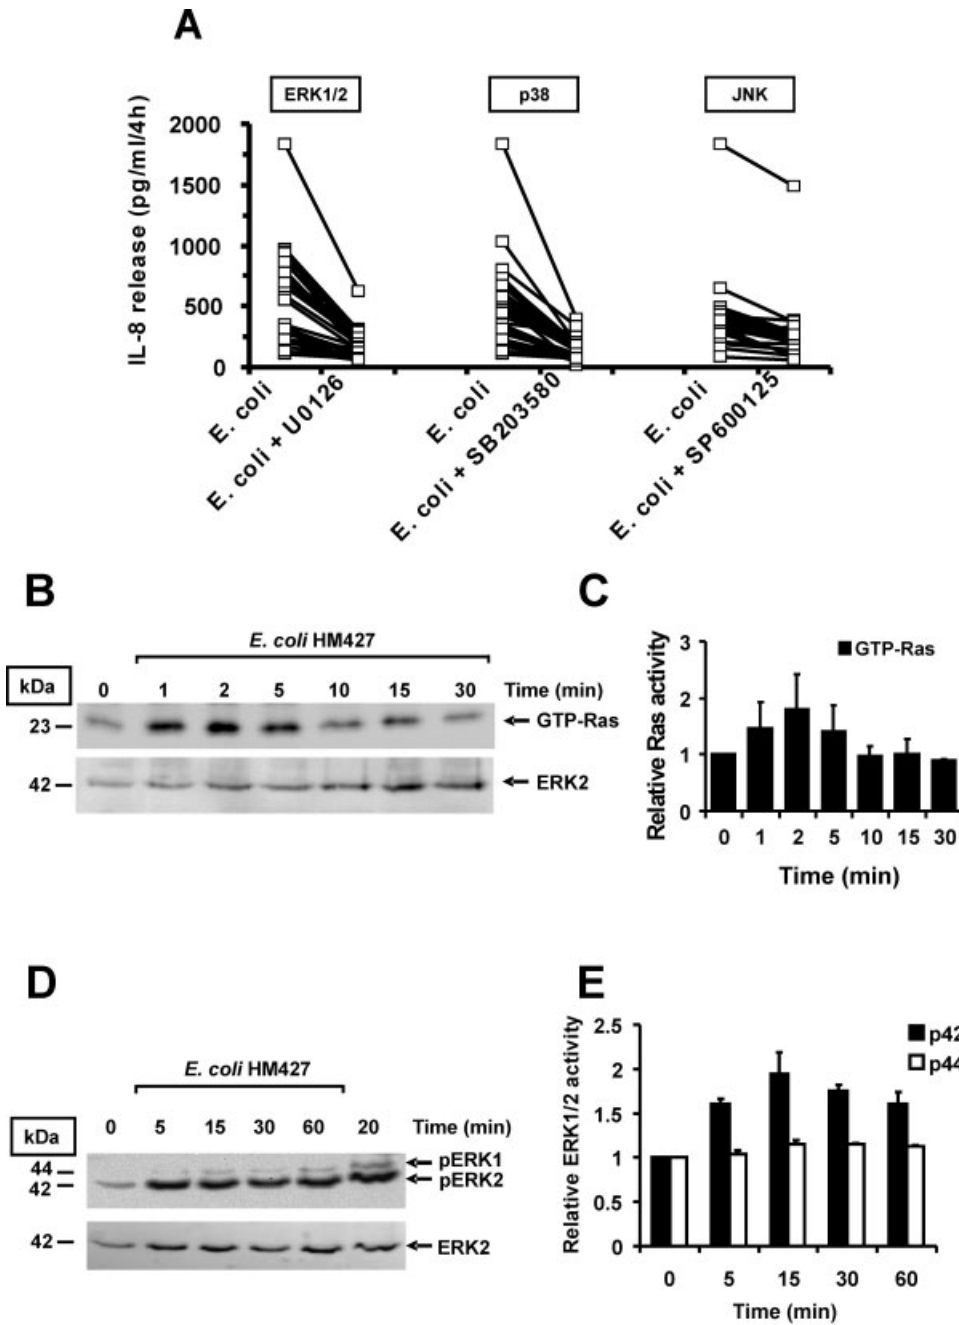 A
ERK1/2 p38 JNK
IL-8 release (pg/ml/4h)
2000
1500
1000
500
0
E. coli
E. coli + U0126
E. coli
E. coli + SB203580
E. coli
E. coli + SP600125
B
E. coli HM427
kDa 0 1 2 5 10 15 30 Time (min)
23 GTP-Ras
42 ERK2
C
Relative Ras activity
GTP-Ras
3
2
1
0
0 1 2 5 10 15 30
Time (min)
D
E. coli HM427
kDa 0 5 15 30 60 20 Time (min)
44 pERK1
42 pERK2
42 ERK2
E
Relative ERK1/2 activity
p42
p44
2.5
2
1.5
1
0.5
0
0 5 15 30 60
Time (min)